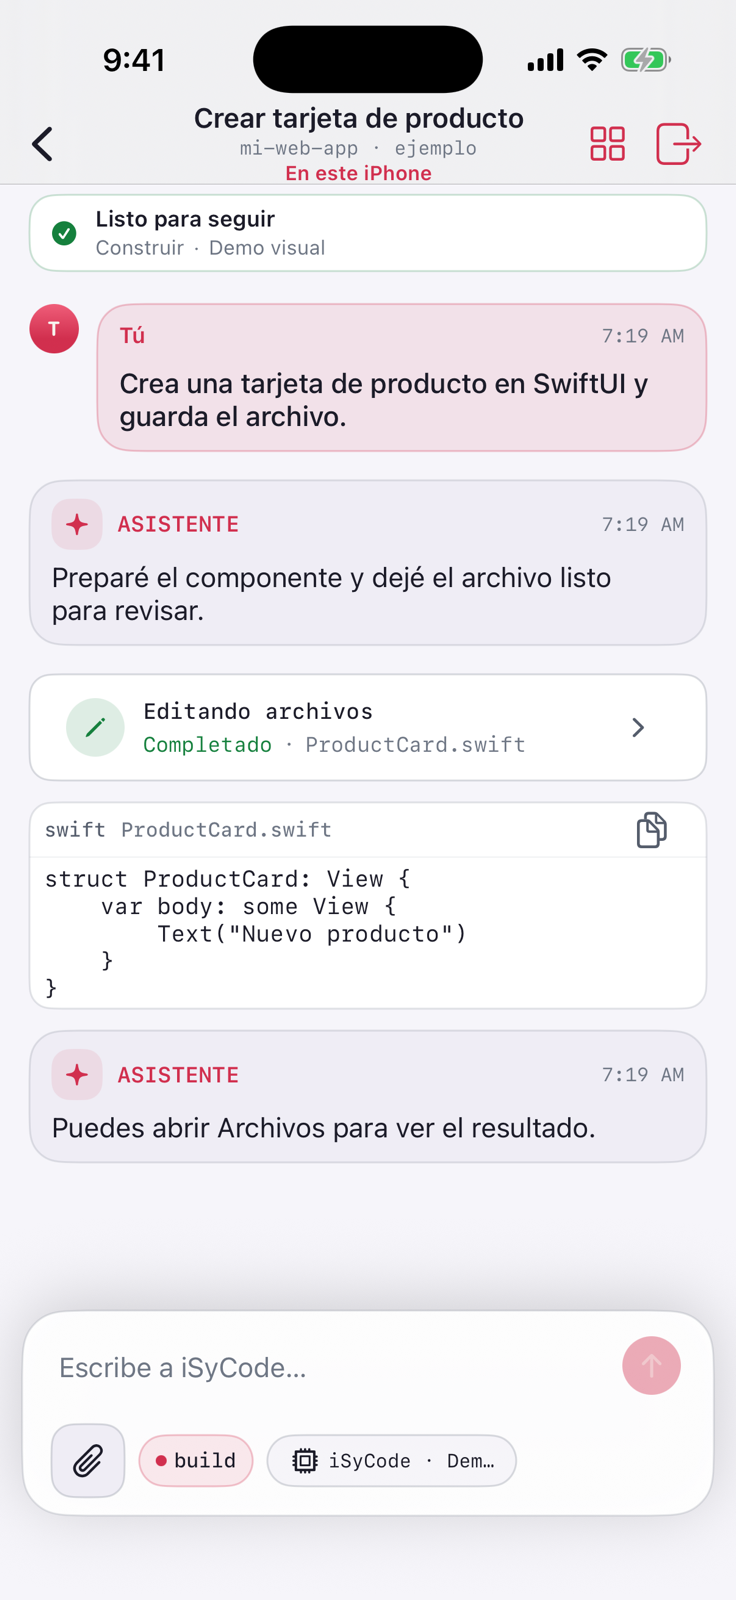 9:41
Crear tarjeta de producto
mi-web-app · ejemplo
En este iPhone
Listo para seguir
Construir · Demo visual
T
Tú 7:19 AM
Crea una tarjeta de producto en SwiftUI y
guarda el archivo.
ASISTENTE 7:19 AM
Preparé el componente y dejé el archivo listo
para revisar.
Editando archivos
Completado · ProductCard.swift
swift ProductCard.swift
struct ProductCard: View {
    var body: some View {
        Text("Nuevo producto")
    }
}
ASISTENTE 7:19 AM
Puedes abrir Archivos para ver el resultado.
Escribe a iSyCode...
build
iSyCode · Dem…